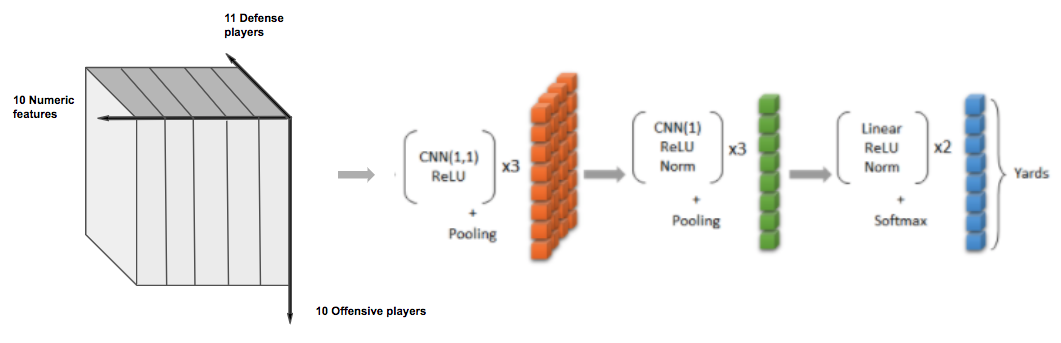 11 Defense
players
10 Numeric
features
10 Offensive players
CNN(1,1)
ReLU
x3
+
Pooling
CNN(1)
ReLU
Norm
x3
+
Pooling
Linear
ReLU
Norm
x2
+
Softmax
Yards